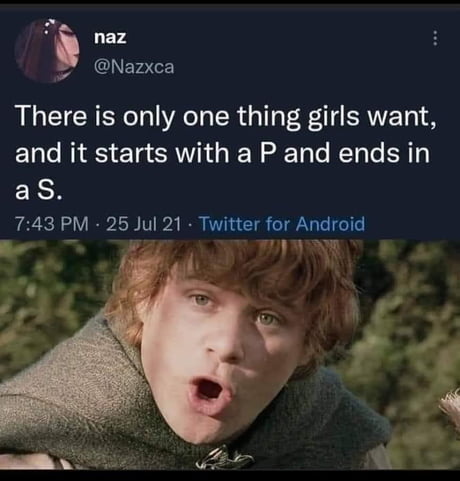 naz
@Nazxca
There is only one thing girls want,
and it starts with a P and ends in
a S.
7:43 PM · 25 Jul 21 · Twitter for Android